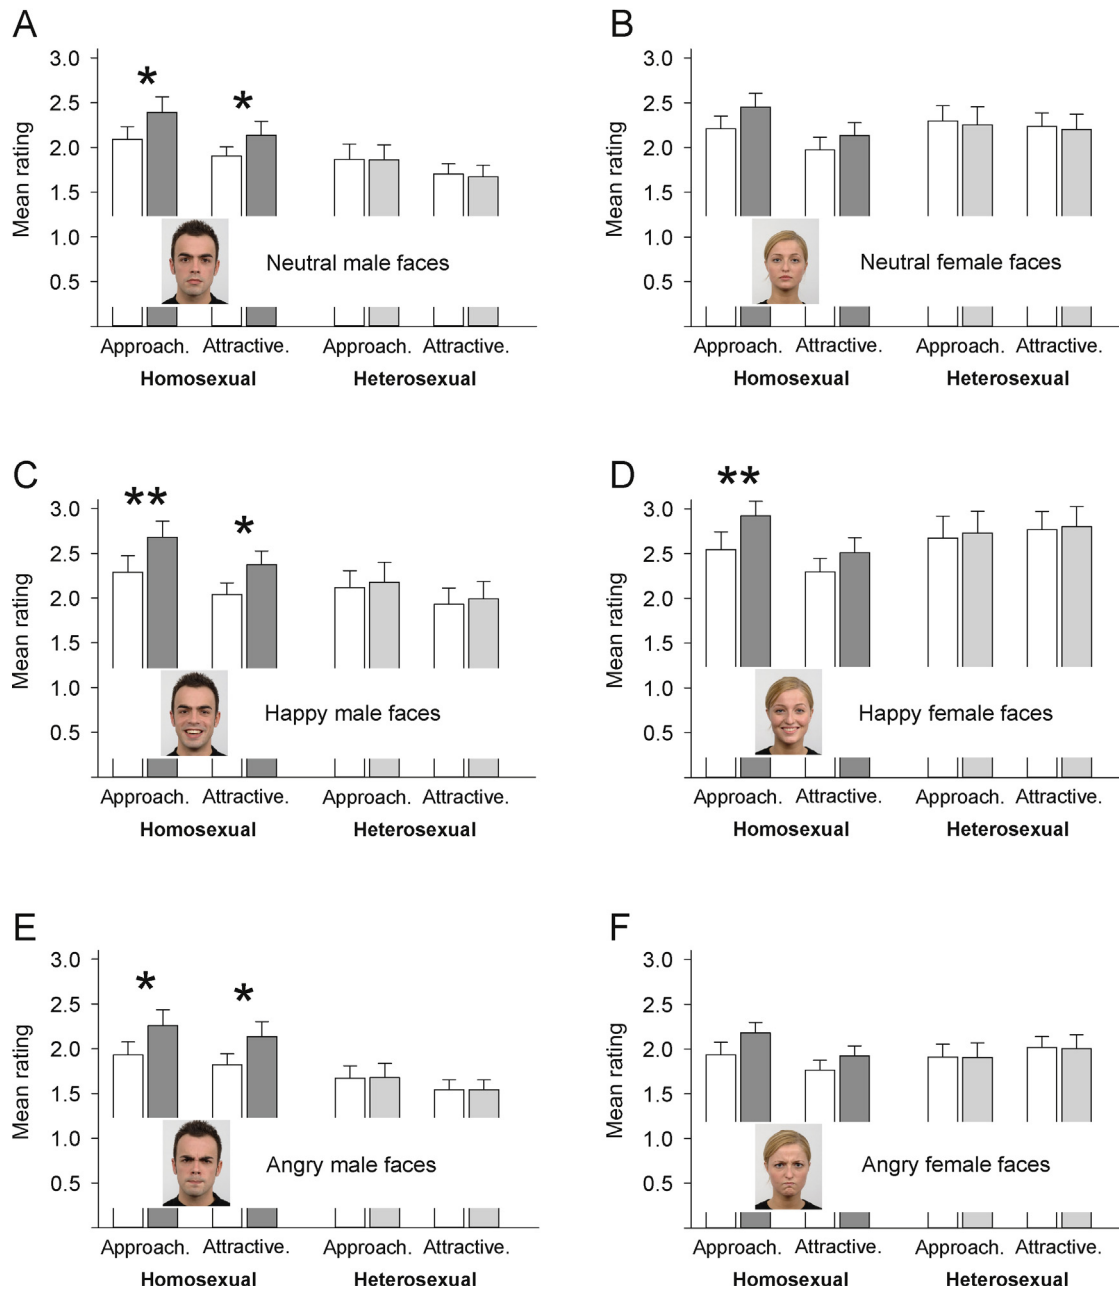 A
Mean rating
3.0
2.5
2.0
1.5
1.0
0.5
*
*
Neutral male faces
Approach. Attractive. Approach. Attractive.
Homosexual Heterosexual
B
Mean rating
3.0
2.5
2.0
1.5
1.0
0.5
Neutral female faces
Approach. Attractive. Approach. Attractive.
Homosexual Heterosexual
C
Mean rating
3.0
2.5
2.0
1.5
1.0
0.5
**
*
Happy male faces
Approach. Attractive. Approach. Attractive.
Homosexual Heterosexual
D
Mean rating
3.0
2.5
2.0
1.5
1.0
0.5
**
Happy female faces
Approach. Attractive. Approach. Attractive.
Homosexual Heterosexual
E
Mean rating
3.0
2.5
2.0
1.5
1.0
0.5
*
*
Angry male faces
Approach. Attractive. Approach. Attractive.
Homosexual Heterosexual
F
Mean rating
3.0
2.5
2.0
1.5
1.0
0.5
Angry female faces
Approach. Attractive. Approach. Attractive.
Homosexual Heterosexual